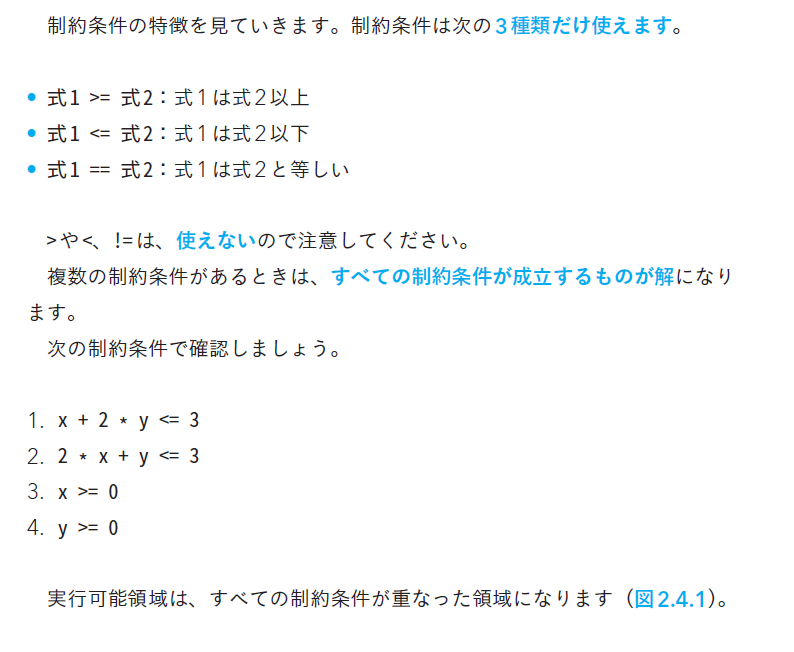 制約条件の特徴を見ていきます。制約条件は次の3種類だけ使えます。
• 式1 >= 式2：式1は式2以上
• 式1 <= 式2：式1は式2以下
• 式1 == 式2：式1は式2と等しい
>や<、!=は、使えないので注意してください。
複数の制約条件があるときは、すべての制約条件が成立するものが解になり
ます。
次の制約条件で確認しましょう。
1. x + 2 * y <= 3
2. 2 * x + y <= 3
3. x >= 0
4. y >= 0
実行可能領域は、すべての制約条件が重なった領域になります（図2.4.1）。